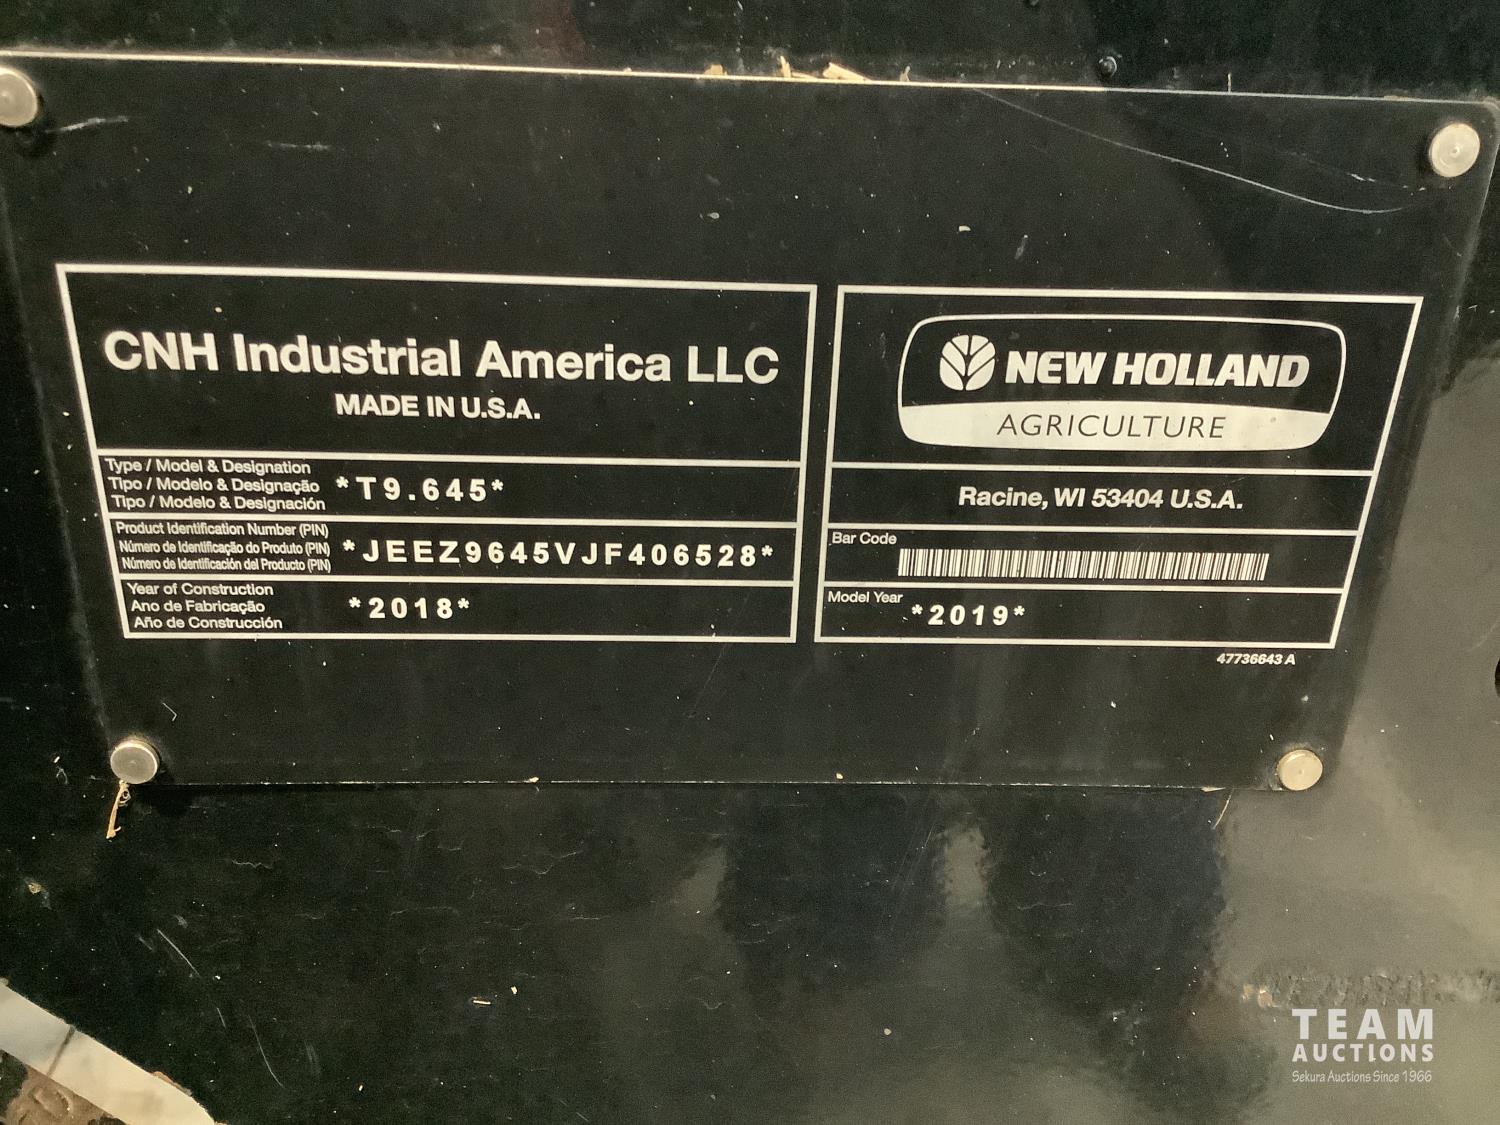 CNH Industrial America LLC
MADE IN U.S.A.
Type / Model & Designation
Tipo / Modelo & Designação
Tipo / Modelo & Designación
*T9.645*
Product Identification Number (PIN)
Número de Identificação do Produto (PIN)
Número de Identificación del Producto (PIN)
*JEEZ9645VJF406528*
Year of Construction
Ano de Fabricação
Año de Construcción
*2018*
NEW HOLLAND
AGRICULTURE
Racine, WI 53404 U.S.A.
Bar Code
Model Year
*2019*
47736643 A
TEAM
AUCTIONS
Sekura Auctions Since 1966